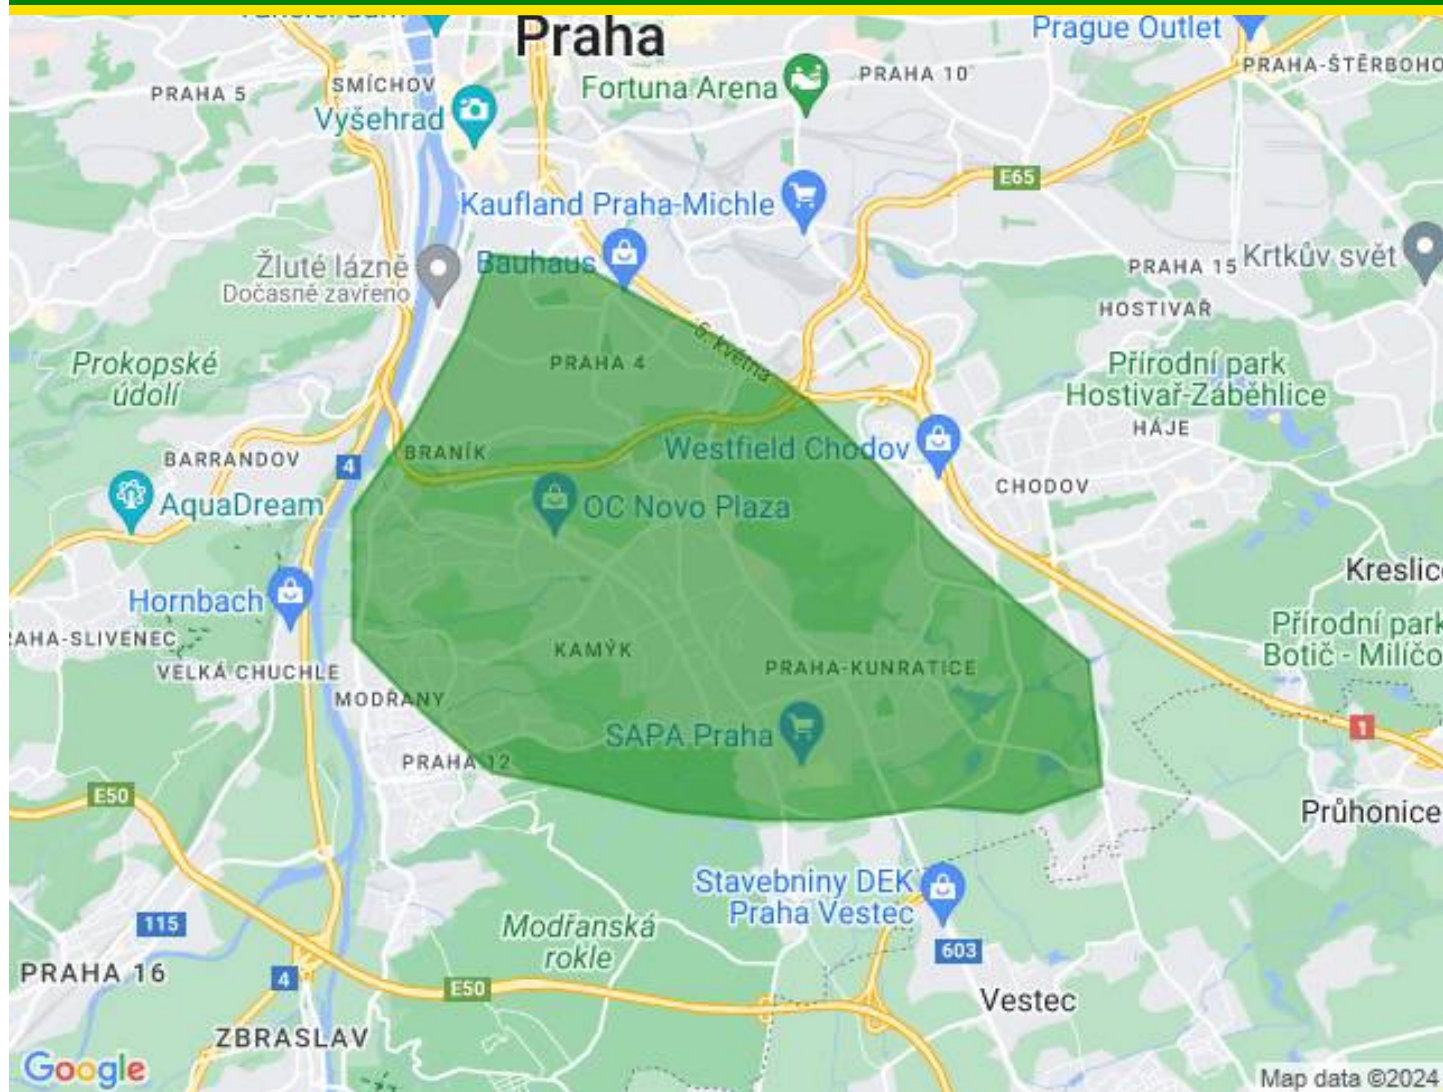 Praha
Prague Outlet
PRAHA 5
SMÍCHOV
Fortuna Arena
PRAHA 10
PRAHA-ŠTĚRBOHO
Vyšehrad
E65
Kaufland Praha-Michle
Žluté lázně
Dočasně zavřeno
Bauhaus
PRAHA 15
Krtkův svět
HOSTIVAŘ
Prokopské
údolí
PRAHA 4
5. května
Přírodní park
Hostivař-Záběhlice
HÁJE
BARRANDOV
4
BRANÍK
Westfield Chodov
CHODOV
AquaDream
OC Novo Plaza
Kreslic
Hornbach
RAHA-SLIVENEC
VELKÁ CHUCHLE
KAMÝK
PRAHA-KUNRATICE
Přírodní park
Botič - Milíčo
MODŘANY
SAPA Praha
1
PRAHA 12
E50
Průhonice
Stavebniny DEK
Praha Vestec
115
Modřanská
rokle
603
PRAHA 16
4
E50
Vestec
ZBRASLAV
Google
Map data ©2024